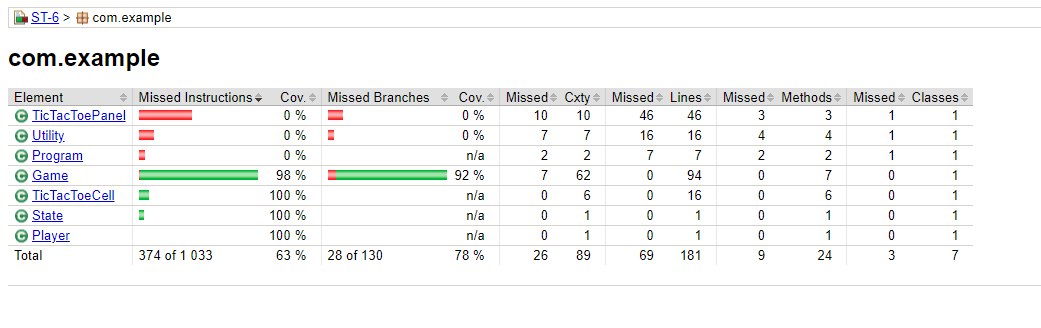 ST-6 > com.example
com.example
Element Missed Instructions Cov. Missed Branches Cov. Missed Cxty Missed Lines Missed Methods Missed Classes
TicTacToePanel 0 % 0 % 10 10 46 46 3 3 1 1
Utility 0 % 0 % 7 7 16 16 4 4 1 1
Program 0 % n/a 2 2 7 7 2 2 1 1
Game 98 % 92 % 7 62 0 94 0 7 0 1
TicTacToeCell 100 % n/a 0 6 0 16 0 6 0 1
State 100 % n/a 0 1 0 1 0 1 0 1
Player 100 % n/a 0 1 0 1 0 1 0 1
Total 374 of 1 033 63 % 28 of 130 78 % 26 89 69 181 9 24 3 7